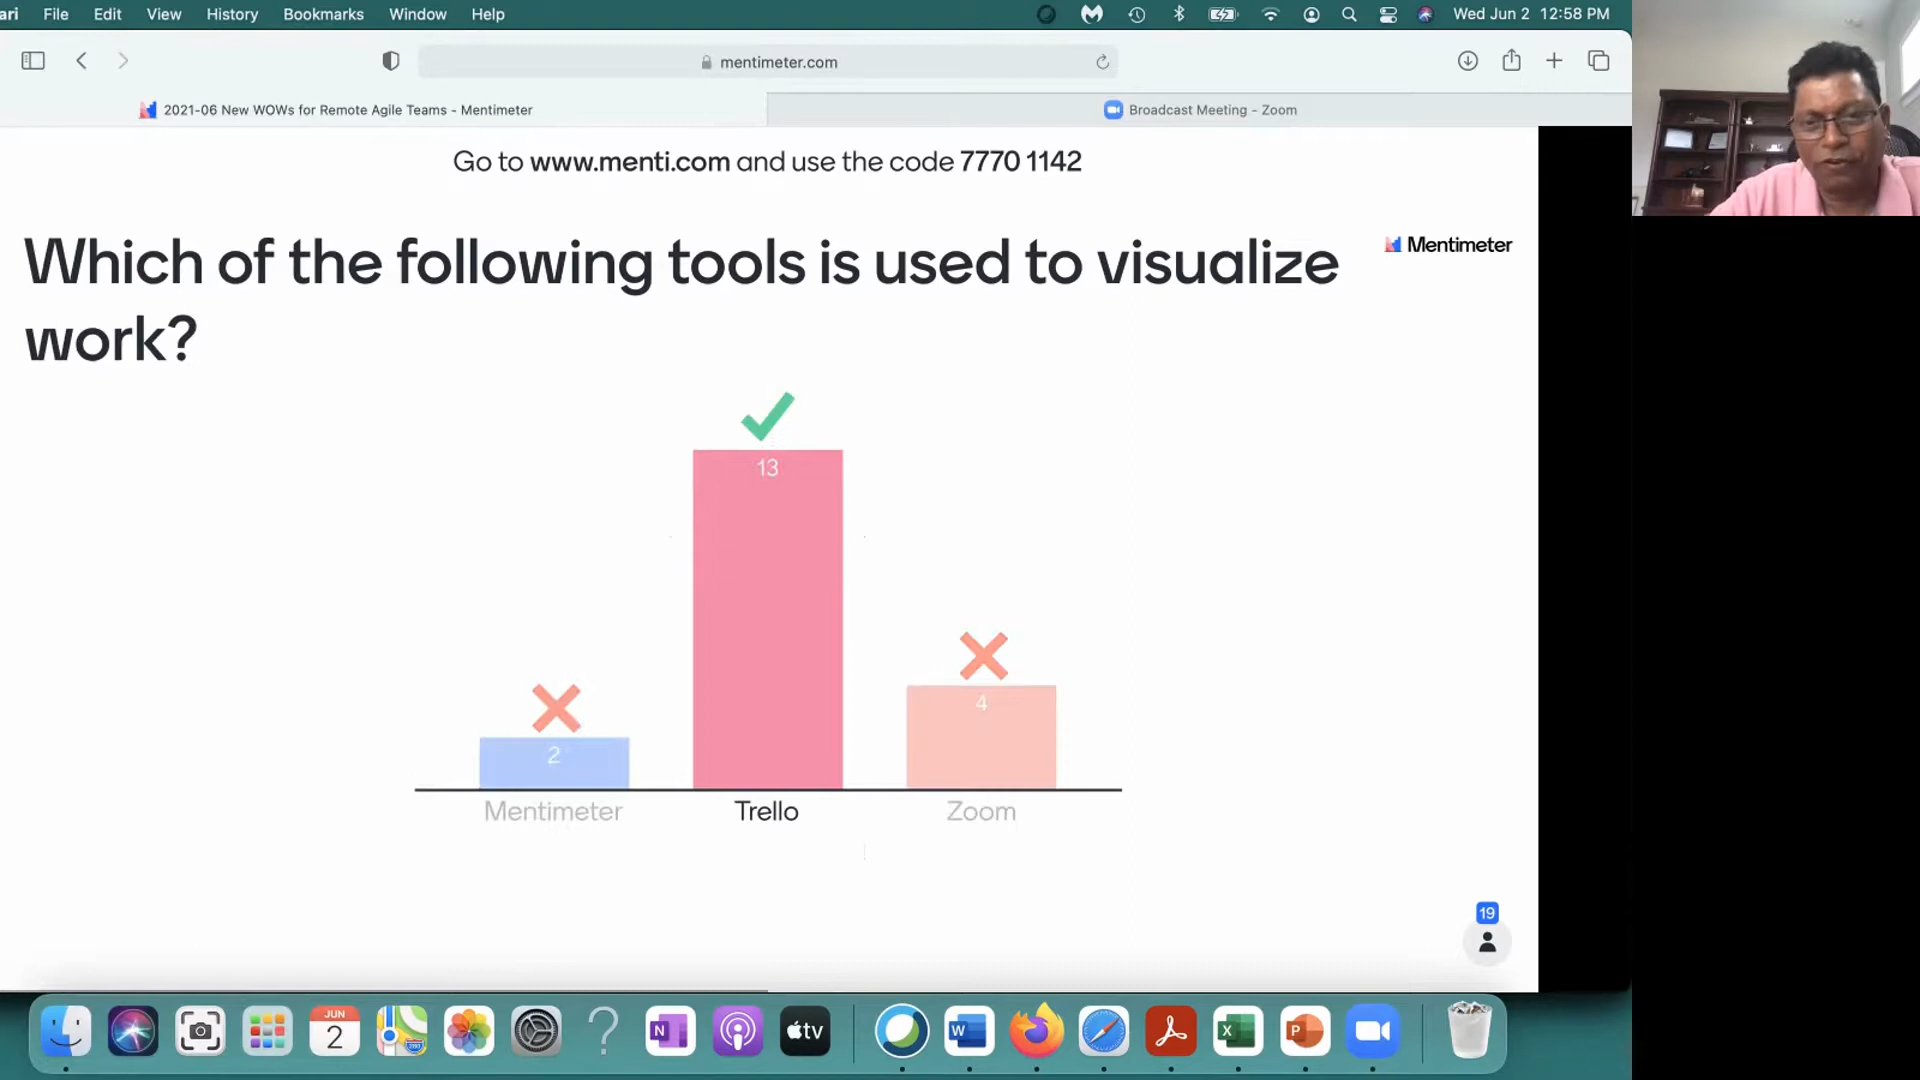 ari File Edit View History Bookmarks Window Help Wed Jun 2 12:58 PM
mentimeter.com
2021-06 New WOWs for Remote Agile Teams - Mentimeter
Broadcast Meeting - Zoom
Go to www.menti.com and use the code 7770 1142
Which of the following tools is used to visualize
work?
Mentimeter
13
4
2
Mentimeter Trello Zoom
19
JUN
2
N
tv
W
X
P